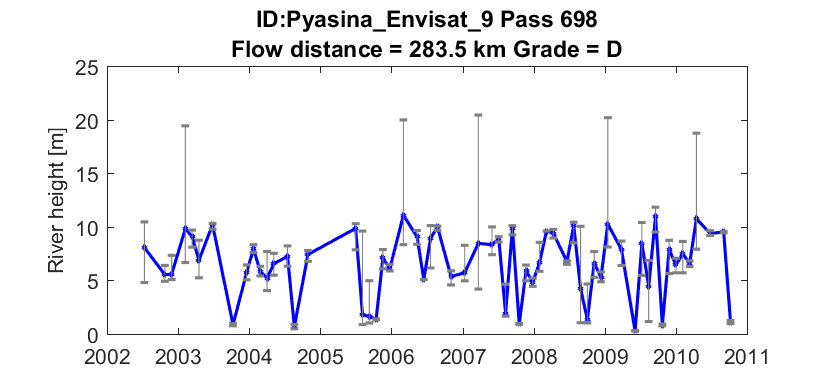 ID:Pyasina_Envisat_9 Pass 698
Flow distance = 283.5 km Grade = D
River height [m]
25
20
15
10
5
0
2002 2003 2004 2005 2006 2007 2008 2009 2010 2011